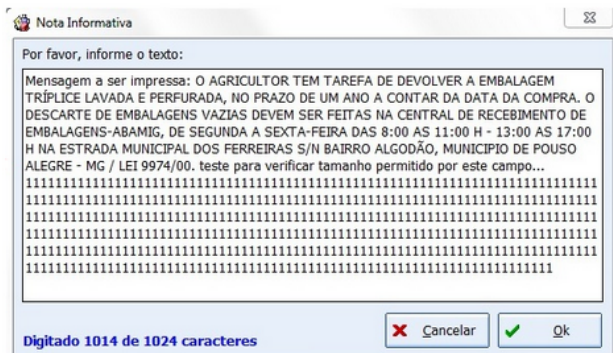 Nota Informativa
Por favor, informe o texto:
Mensagem a ser impressa: O AGRICULTOR TEM TAREFA DE DEVOLVER A EMBALAGEM
TRÍPLICE LAVADA E PERFURADA, NO PRAZO DE UM ANO A CONTAR DA DATA DA COMPRA. O
DESCARTE DE EMBALAGENS VAZIAS DEVEM SER FEITAS NA CENTRAL DE RECEBIMENTO DE
EMBALAGENS-ABAMIG, DE SEGUNDA A SEXTA-FEIRA DAS 8:00 AS 11:00 H - 13:00 AS 17:00
H NA ESTRADA MUNICIPAL DOS FERREIRAS S/N BAIRRO ALGODÃO, MUNICIPIO DE POUSO
ALEGRE - MG / LEI 9974/00. teste para verificar tamanho permitido por este campo...
Cancelar
Ok
Digitado 1014 de 1024 caracteres